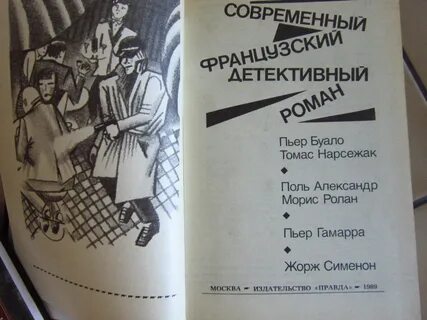 СОВРЕМЕННЫЙ
ФРАНЦУЗСКИЙ
ДЕТЕКТИВНЫЙ
РОМАН
Пьер Буало
Томас Нарсежак
Поль Александр
Морис Ролан
Пьер Гамарра
Жорж Сименон
МОСКВА – ИЗДАТЕЛЬСТВО «ПРАВДА» – 1989